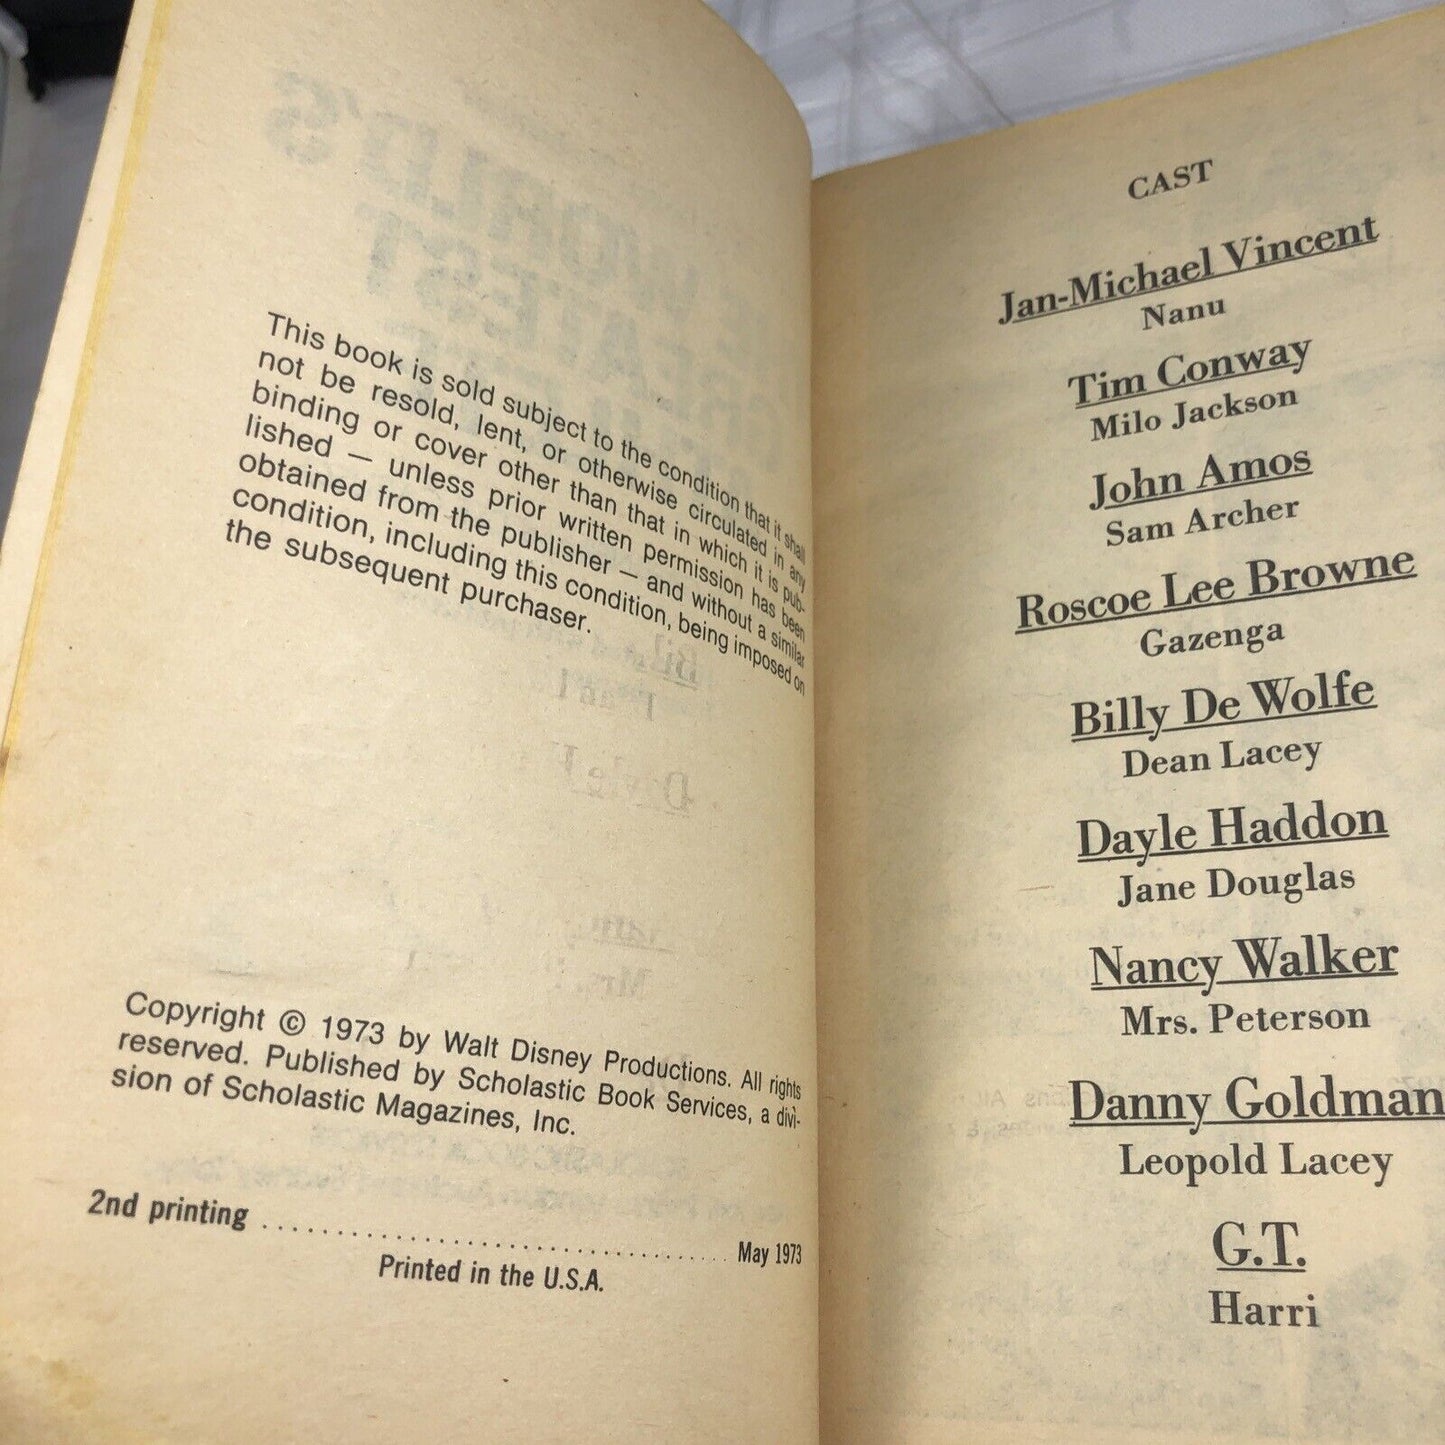 This book is sold subject to the condition that it shall
not be resold, lent, or otherwise circulated in any
binding or cover other than that in which it is pub-
lished — unless prior written permission has been
obtained from the publisher — and without a similar
condition, including this condition, being imposed on
the subsequent purchaser.
Copyright © 1973 by Walt Disney Productions. All rights
reserved. Published by Scholastic Book Services, a divi-
sion of Scholastic Magazines, Inc.
2nd printing ........................................ May 1973
Printed in the U.S.A.
CAST
Jan-Michael Vincent
Nanu
Tim Conway
Milo Jackson
John Amos
Sam Archer
Roscoe Lee Browne
Gazenga
Billy De Wolfe
Dean Lacey
Dayle Haddon
Jane Douglas
Nancy Walker
Mrs. Peterson
Danny Goldman
Leopold Lacey
G.T.
Harri